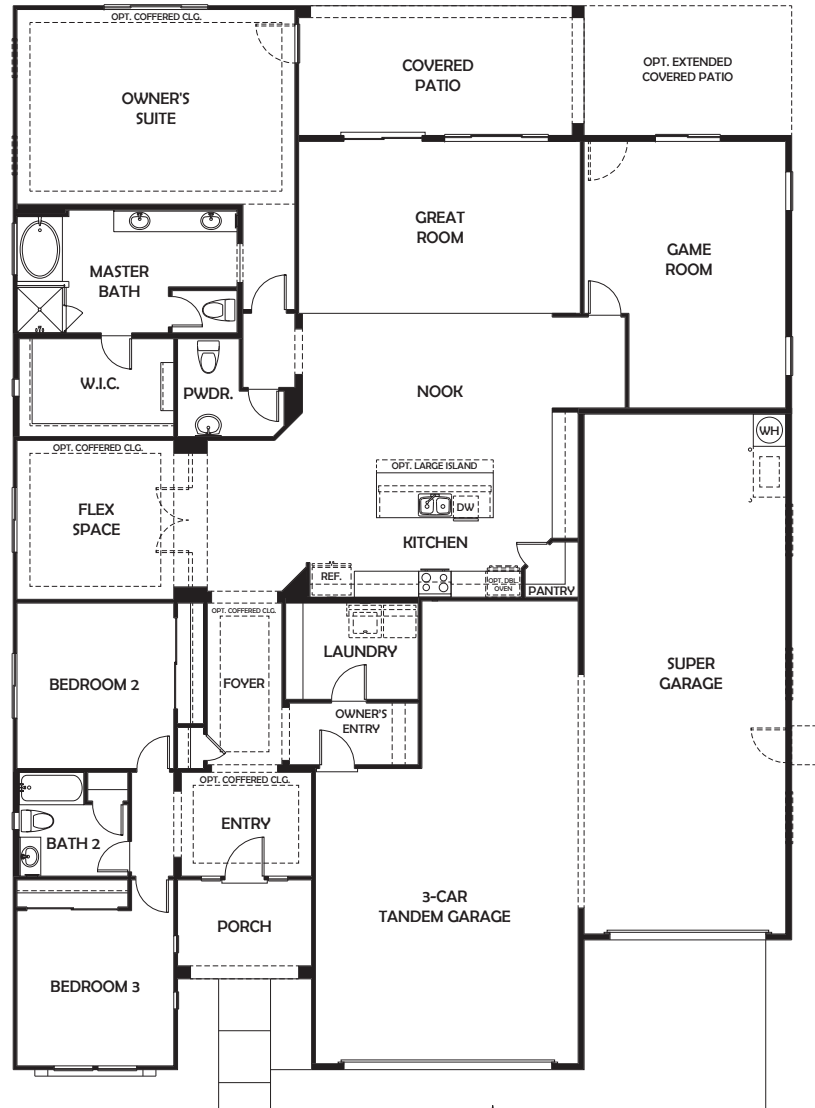 OPT. COFFERED CLG.
OWNER'S
SUITE
COVERED
PATIO
OPT. EXTENDED
COVERED PATIO
GREAT
ROOM
GAME
ROOM
MASTER
BATH
W.I.C.
PWDR.
NOOK
WH
OPT. COFFERED CLG.
FLEX
SPACE
OPT. LARGE ISLAND
DW
KITCHEN
REF.
OPT. DBL
OVEN
PANTRY
OPT. COFFERED CLG.
BEDROOM 2
FOYER
LAUNDRY
OWNER'S
ENTRY
SUPER
GARAGE
OPT. COFFERED CLG.
ENTRY
BATH 2
3-CAR
TANDEM GARAGE
PORCH
BEDROOM 3